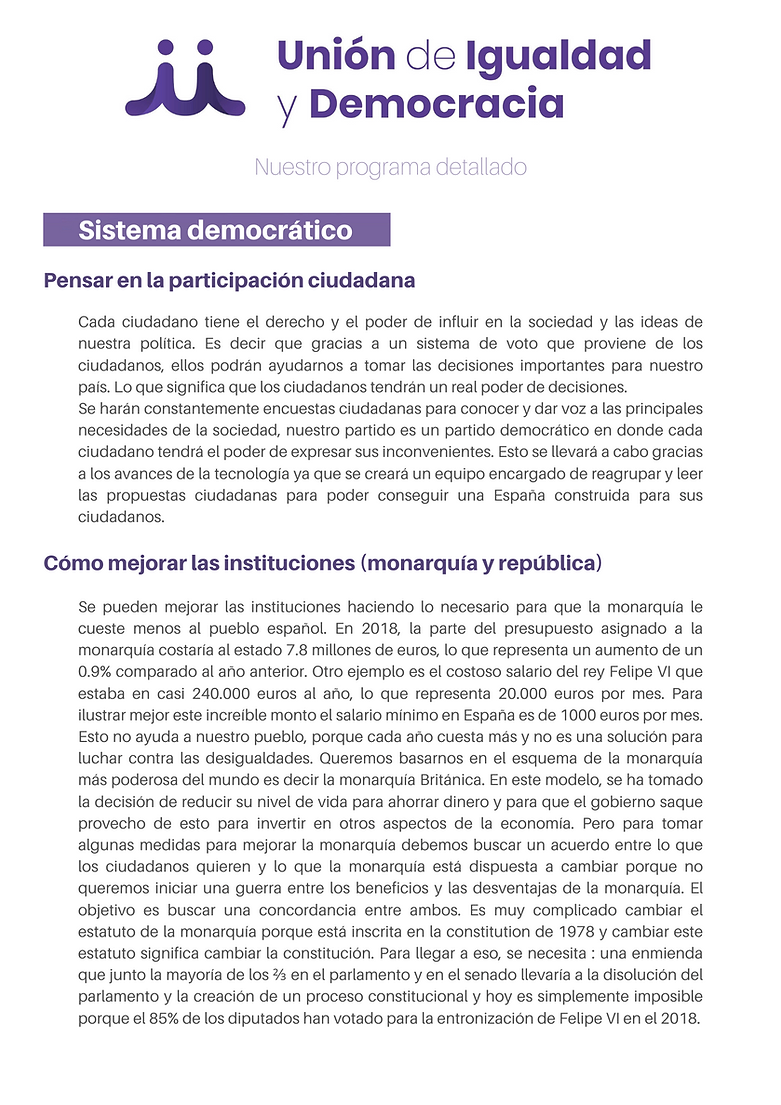 Unión de Igualdad
y Democracia
Nuestro programa detallado
Sistema democrático
Pensar en la participación ciudadana
Cada ciudadano tiene el derecho y el poder de influir en la sociedad y las ideas de
nuestra política. Es decir que gracias a un sistema de voto que proviene de los
ciudadanos, ellos podrán ayudarnos a tomar las decisiones importantes para nuestro
país. Lo que significa que los ciudadanos tendrán un real poder de decisiones.
Se harán constantemente encuestas ciudadanas para conocer y dar voz a las principales
necesidades de la sociedad, nuestro partido es un partido democrático en donde cada
ciudadano tendrá el poder de expresar sus inconvenientes. Esto se llevará a cabo gracias
a los avances de la tecnología ya que se creará un equipo encargado de reagrupar y leer
las propuestas ciudadanas para poder conseguir una España construida para sus
ciudadanos.
Cómo mejorar las instituciones (monarquía y república)
Se pueden mejorar las instituciones haciendo lo necesario para que la monarquía le
cueste menos al pueblo español. En 2018, la parte del presupuesto asignado a la
monarquía costaría al estado 7.8 millones de euros, lo que representa un aumento de un
0.9% comparado al año anterior. Otro ejemplo es el costoso salario del rey Felipe VI que
estaba en casi 240.000 euros al año, lo que representa 20.000 euros por mes. Para
ilustrar mejor este increíble monto el salario mínimo en España es de 1000 euros por mes.
Esto no ayuda a nuestro pueblo, porque cada año cuesta más y no es una solución para
luchar contra las desigualdades. Queremos basarnos en el esquema de la monarquía
más poderosa del mundo es decir la monarquía Británica. En este modelo, se ha tomado
la decisión de reducir su nivel de vida para ahorrar dinero y para que el gobierno saque
provecho de esto para invertir en otros aspectos de la economía. Pero para tomar
algunas medidas para mejorar la monarquía debemos buscar un acuerdo entre lo que
los ciudadanos quieren y lo que la monarquía está dispuesta a cambiar porque no
queremos iniciar una guerra entre los beneficios y las desventajas de la monarquía. El
objetivo es buscar una concordancia entre ambos. Es muy complicado cambiar el
estatuto de la monarquía porque está inscrita en la constitution de 1978 y cambiar este
estatuto significa cambiar la constitución. Para llegar a eso, se necesita : una enmienda
que junto la mayoría de los ⅔ en el parlamento y en el senado llevaría a la disolución del
parlamento y la creación de un proceso constitucional y hoy es simplemente imposible
porque el 85% de los diputados han votado para la entronización de Felipe VI en el 2018.